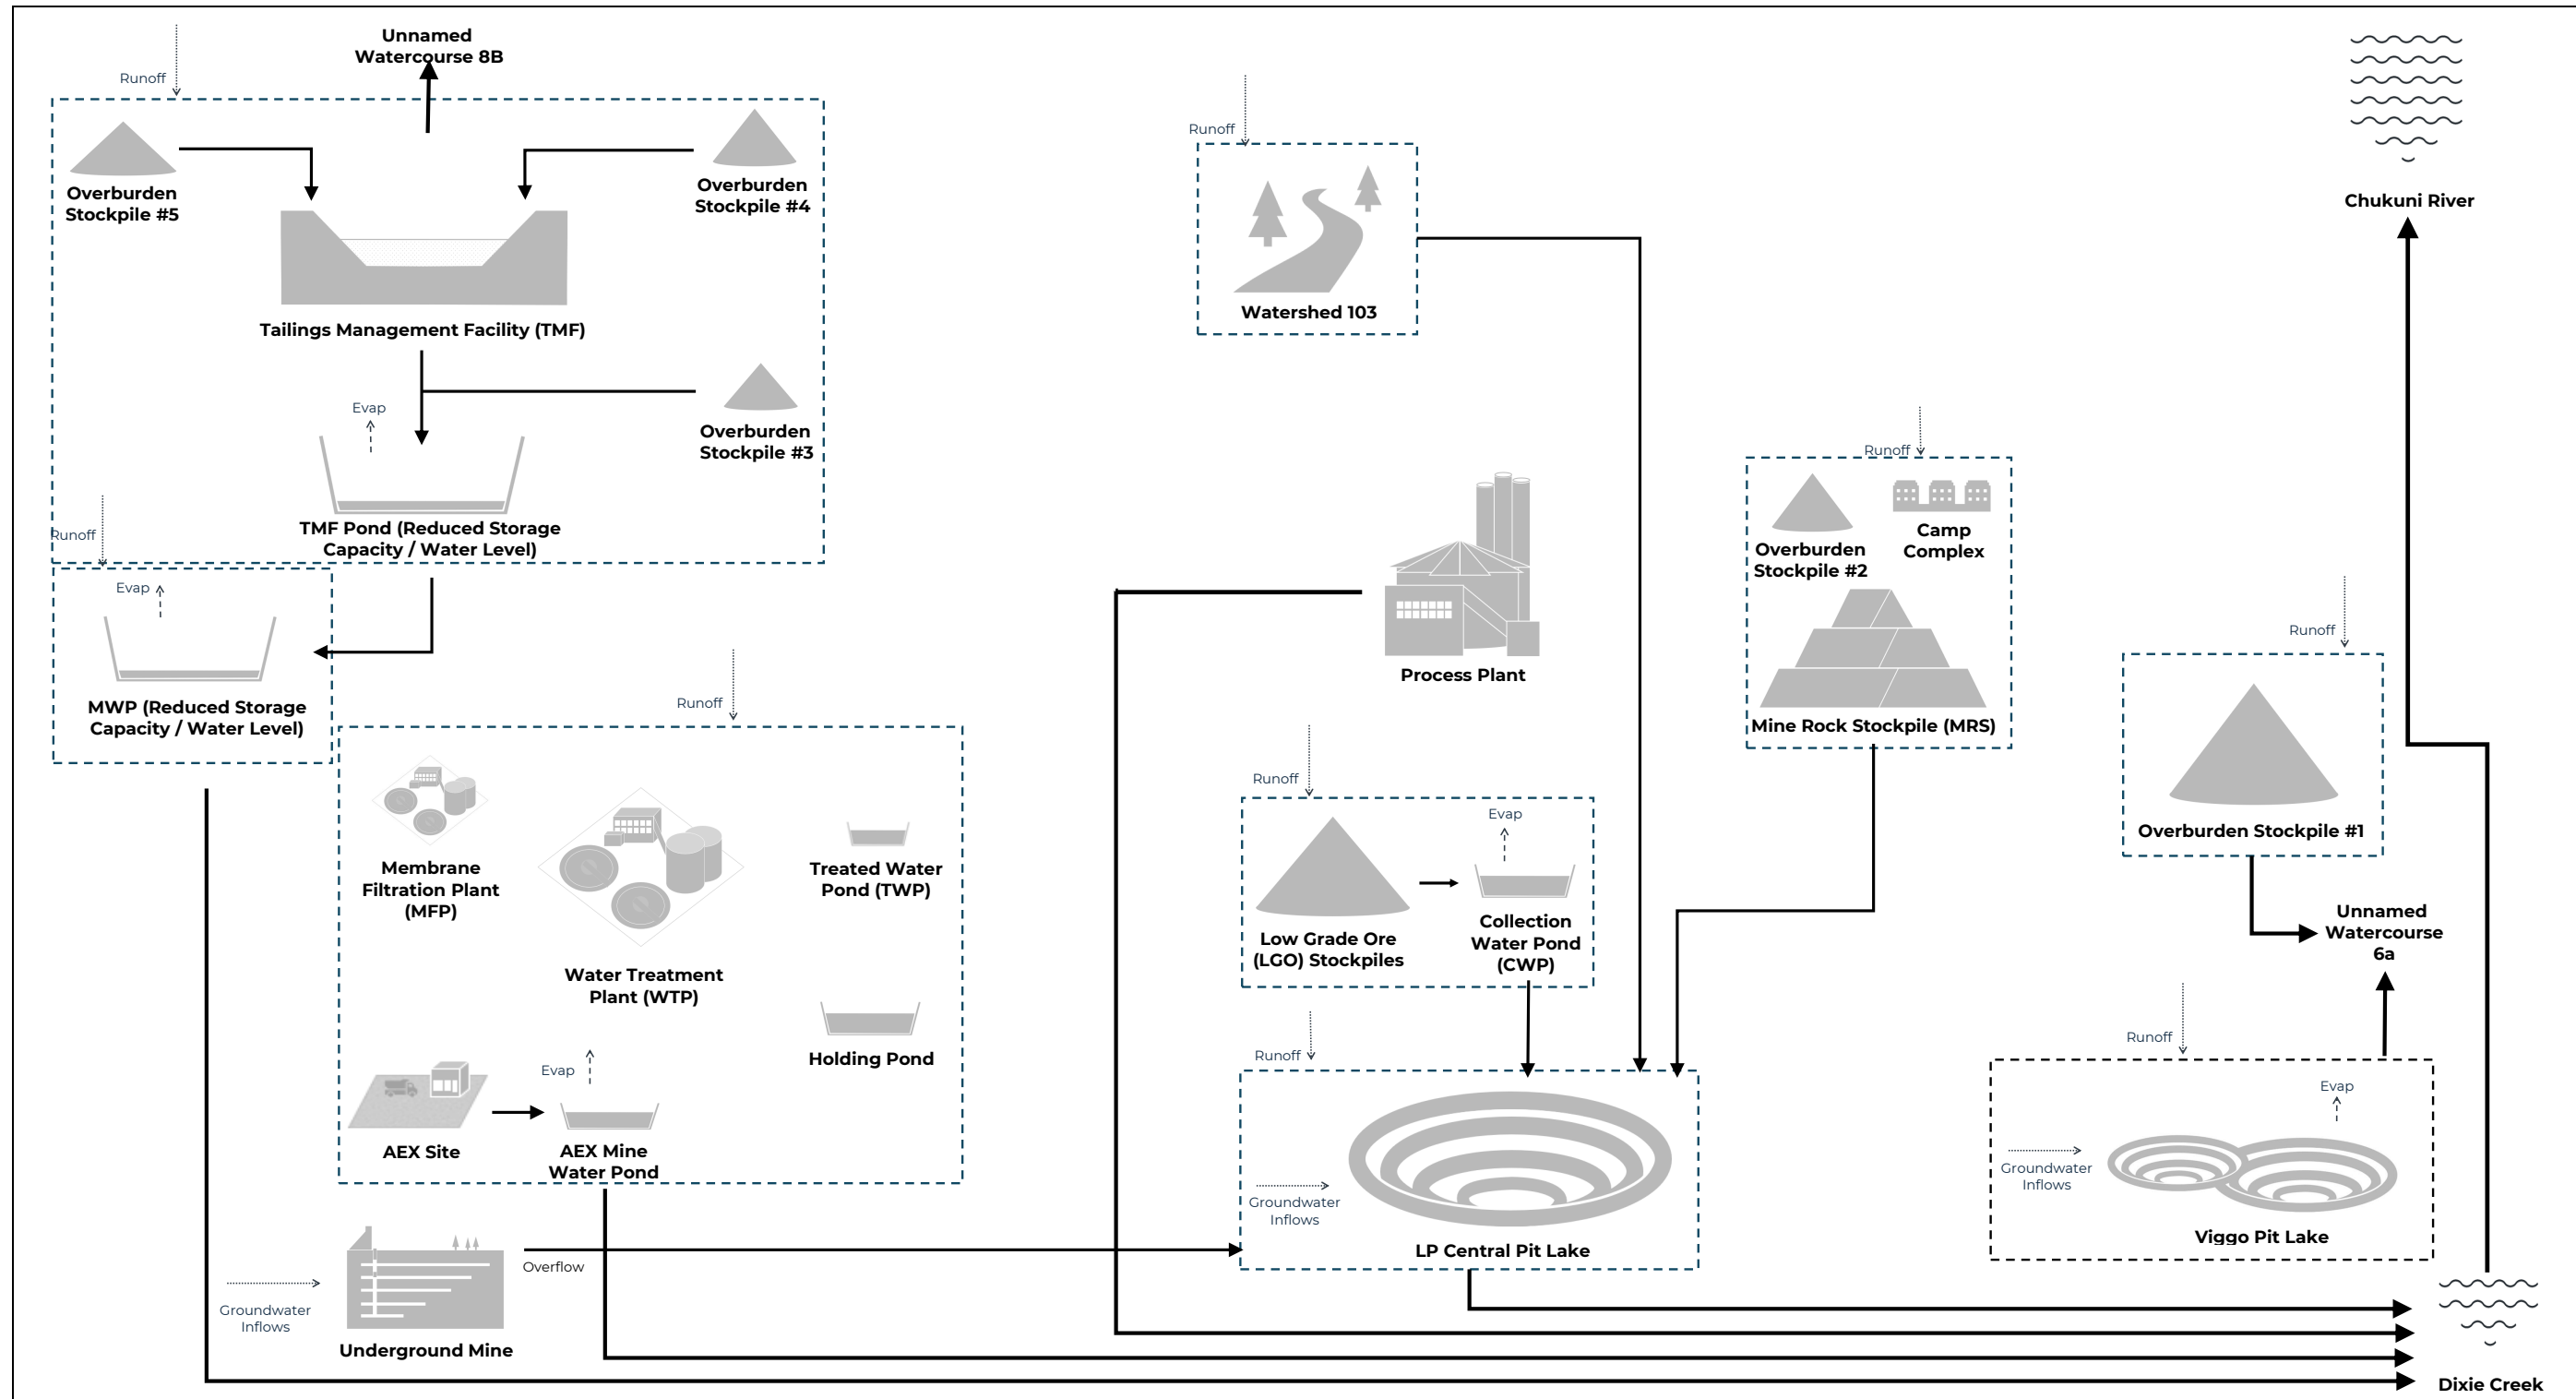 Unnamed
Watercourse 8B
Runoff
Overburden
Stockpile #5
Overburden
Stockpile #4
Tailings Management Facility (TMF)
Evap
Overburden
Stockpile #3
TMF Pond (Reduced Storage
Capacity / Water Level)
Runoff
Evap
MWP (Reduced Storage
Capacity / Water Level)
Runoff
Membrane
Filtration Plant
(MFP)
Water Treatment
Plant (WTP)
Treated Water
Pond (TWP)
Holding Pond
Evap
AEX Site
AEX Mine
Water Pond
Overflow
Groundwater
Inflows
Underground Mine
Runoff
Watershed 103
Process Plant
Runoff
Evap
Low Grade Ore
(LGO) Stockpiles
Collection
Water Pond
(CWP)
Runoff
Groundwater
Inflows
LP Central Pit Lake
Runoff
Overburden
Stockpile #2
Camp
Complex
Mine Rock Stockpile (MRS)
Chukuni River
Runoff
Overburden Stockpile #1
Unnamed
Watercourse
6a
Runoff
Evap
Groundwater
Inflows
Viggo Pit Lake
Dixie Creek